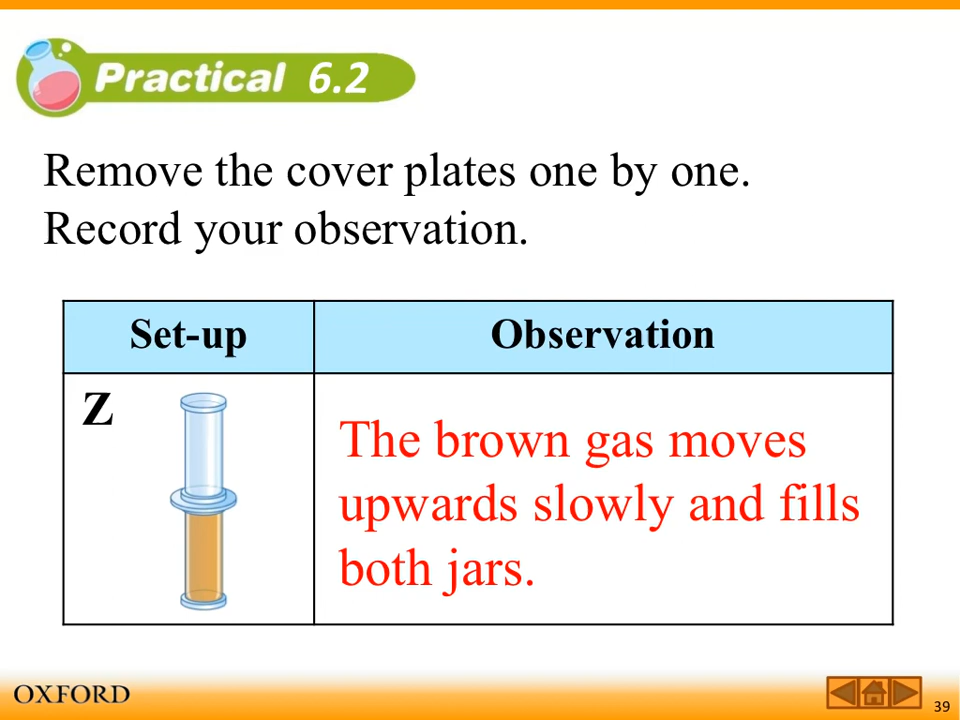 Practical 6.2
Remove the cover plates one by one.
Record your observation.
Set-up
Observation
Z
The brown gas moves
upwards slowly and fills
both jars.
OXFORD
39